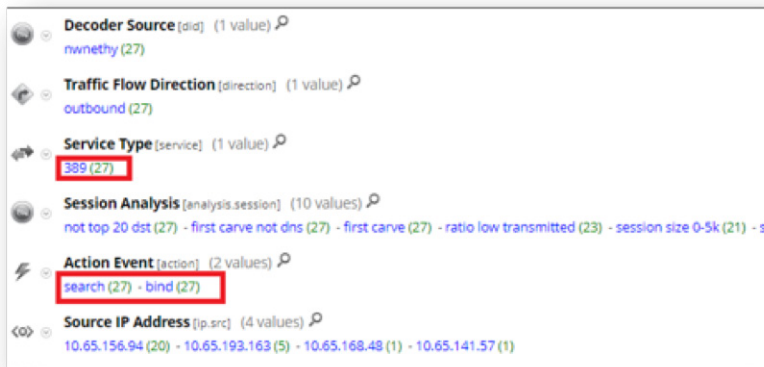 Decoder Source [did] (1 value)
nwnethy (27)
Traffic Flow Direction [direction] (1 value)
outbound (27)
Service Type [service] (1 value)
389 (27)
Session Analysis [analysis.session] (10 values)
not top 20 dst (27) - first carve not dns (27) - first carve (27) - ratio low transmitted (23) - session size 0-5k (21) - s
Action Event [action] (2 values)
search (27) - bind (27)
Source IP Address [ip.src] (4 values)
10.65.156.94 (20) - 10.65.193.163 (5) - 10.65.168.48 (1) - 10.65.141.57 (1)